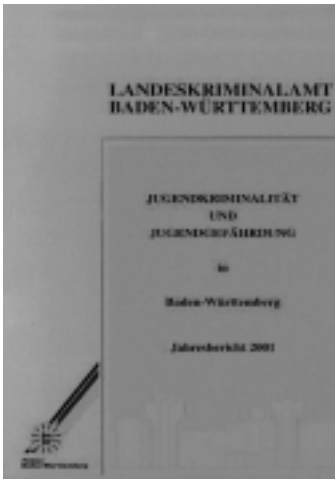 LANDESKRIMINALAMT
BADEN-WÜRTTEMBERG
JUGENDKRIMINALITÄT
UND
JUGENDGEFÄHRDUNG
in
Baden-Württemberg
Jahresbericht 2001